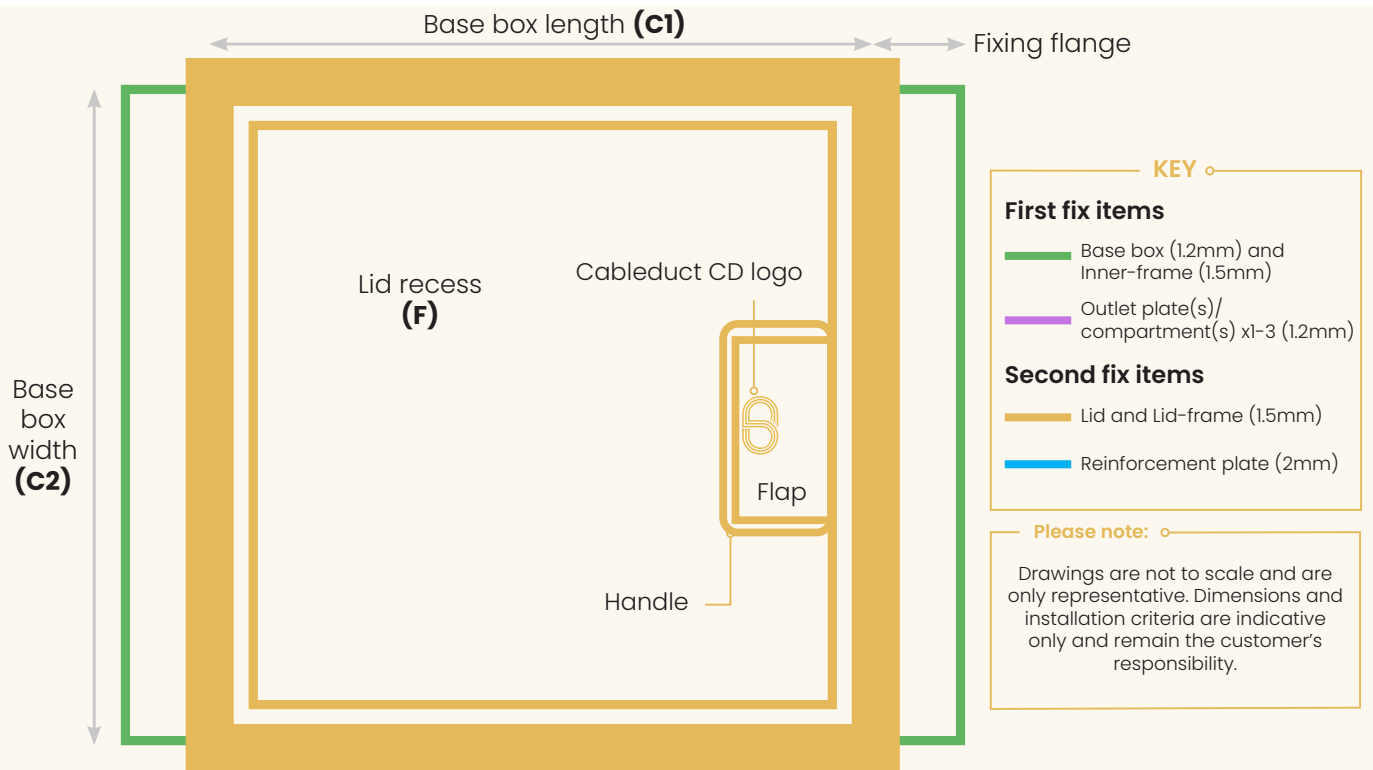 Base box length (C1)
Fixing flange
Base
box
width
(C2)
Lid recess
(F)
Cableduct CD logo
Flap
Handle
KEY
First fix items
Base box (1.2mm) and
Inner-frame (1.5mm)
Outlet plate(s)/
compartment(s) x1-3 (1.2mm)
Second fix items
Lid and Lid-frame (1.5mm)
Reinforcement plate (2mm)
Please note:
Drawings are not to scale and are
only representative. Dimensions and
installation criteria are indicative
only and remain the customer’s
responsibility.